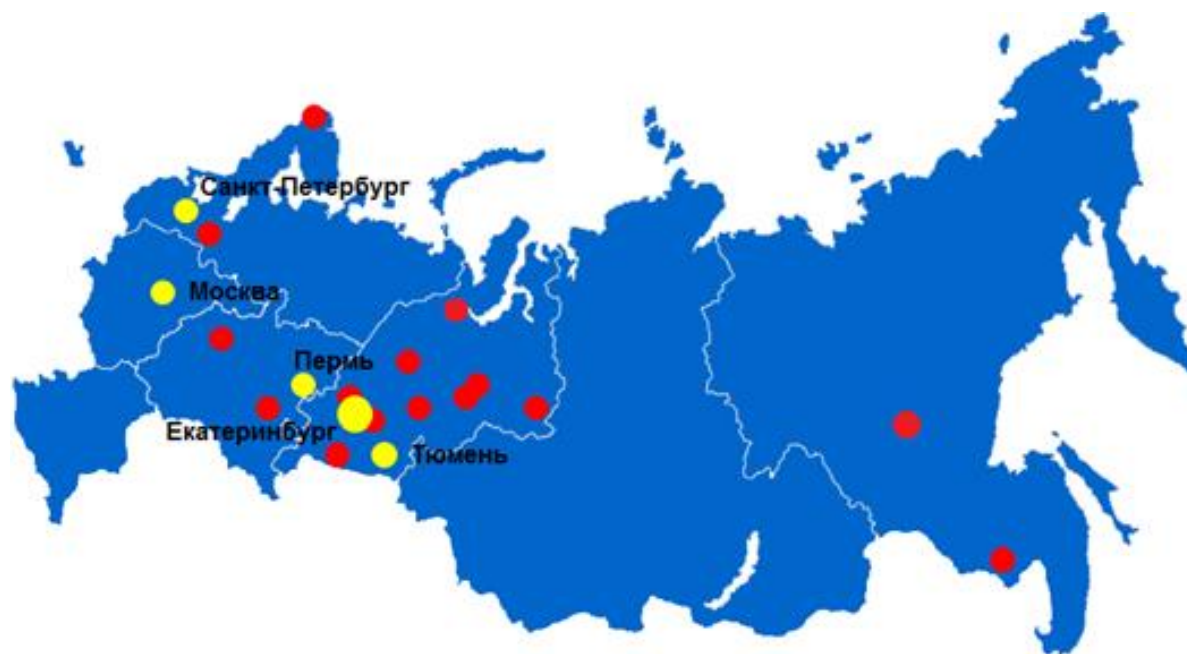 Санкт-Петербург
Москва
Пермь
Екатеринбург
Тюмень